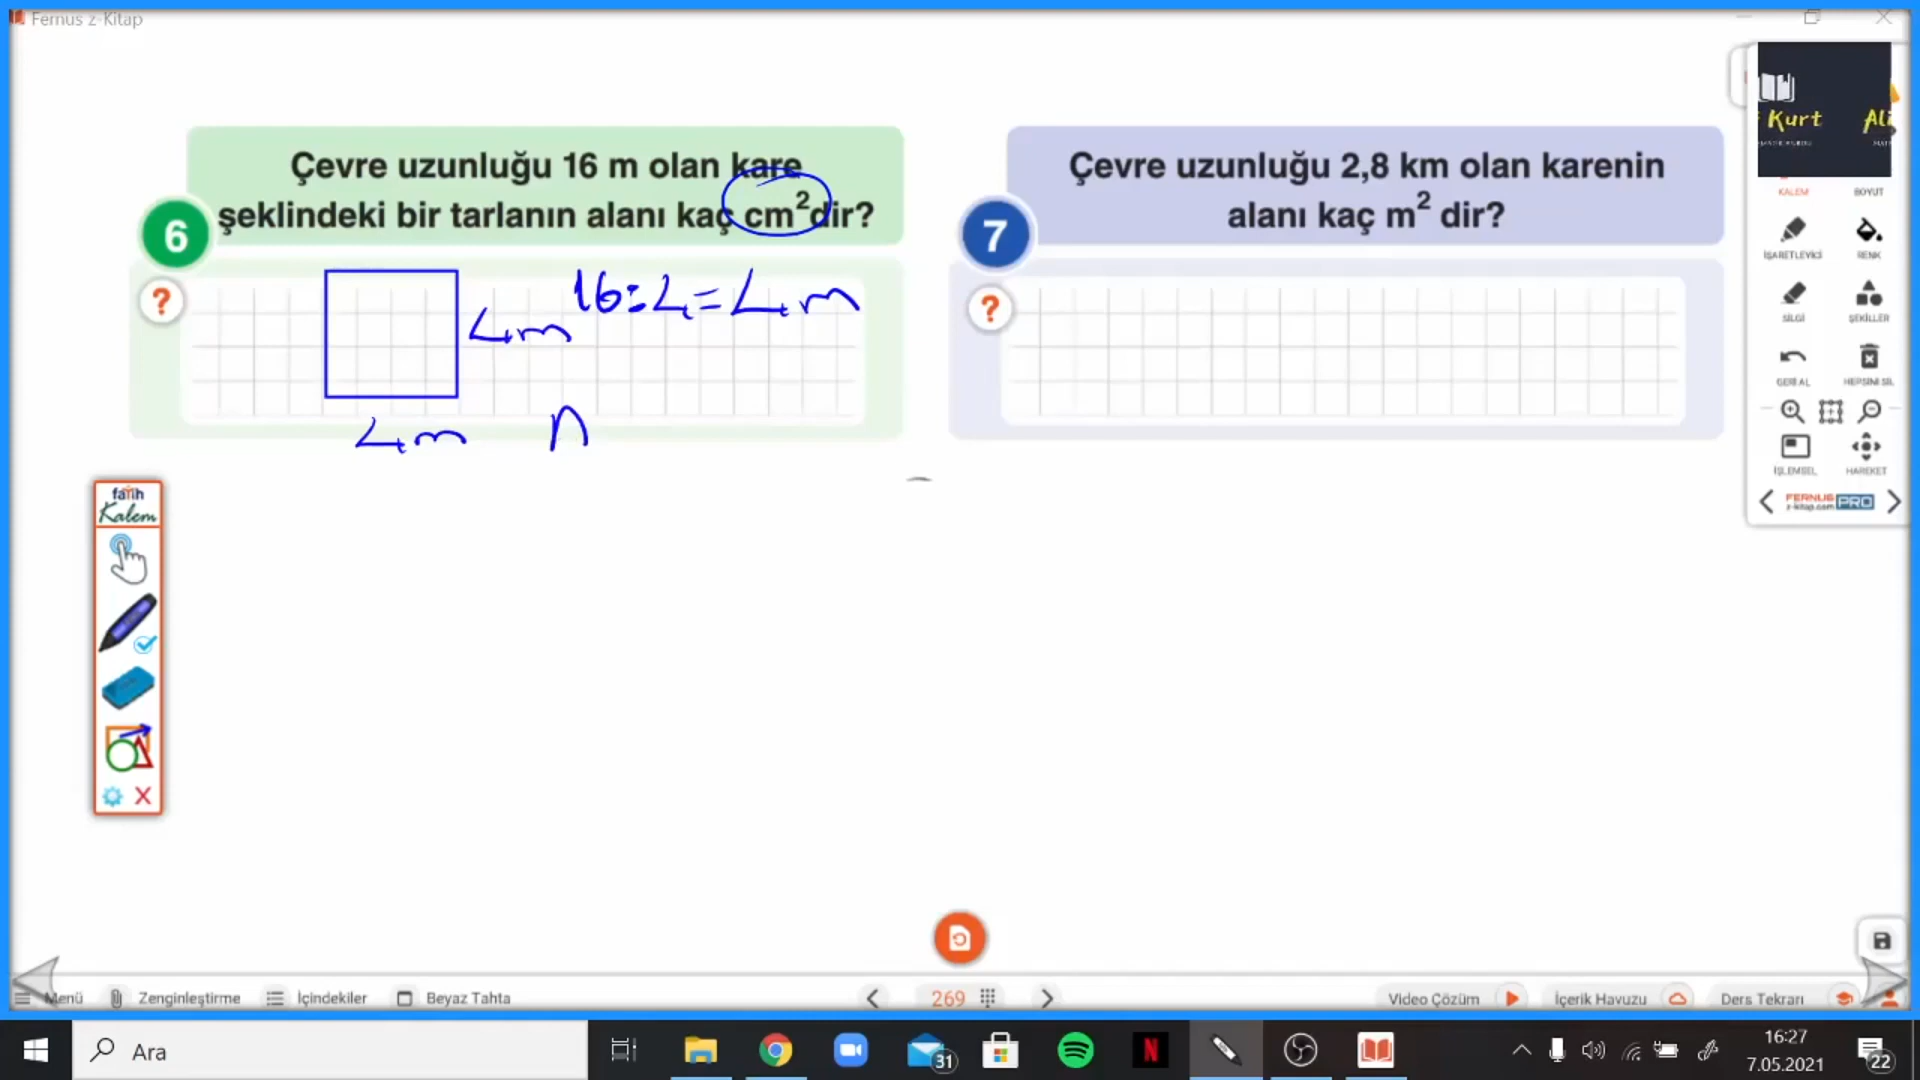 Fernus z-Kitap
Çevre uzunluğu 16 m olan kare
şeklindeki bir tarlanın alanı kaç cm²dir?
6
?
16:4=4m
4m
4m
Çevre uzunluğu 2,8 km olan karenin
alanı kaç m² dir?
7
?
Kurt
Ali
KALEM
BOYUT
İŞARETLEYİCİ
RENK
SİLGİ
ŞEKİLLER
GERİ AL
HEPSİNİ SİL
İŞLEMSEL
HAREKET
FERNUS PRO
z-kitap.com
fatih
Kalem
Menü
Zenginleştirme
İçindekiler
Beyaz Tahta
269
Video Çözüm
İçerik Havuzu
Ders Tekrarı
Ara
31
N
16:27
7.05.2021
22